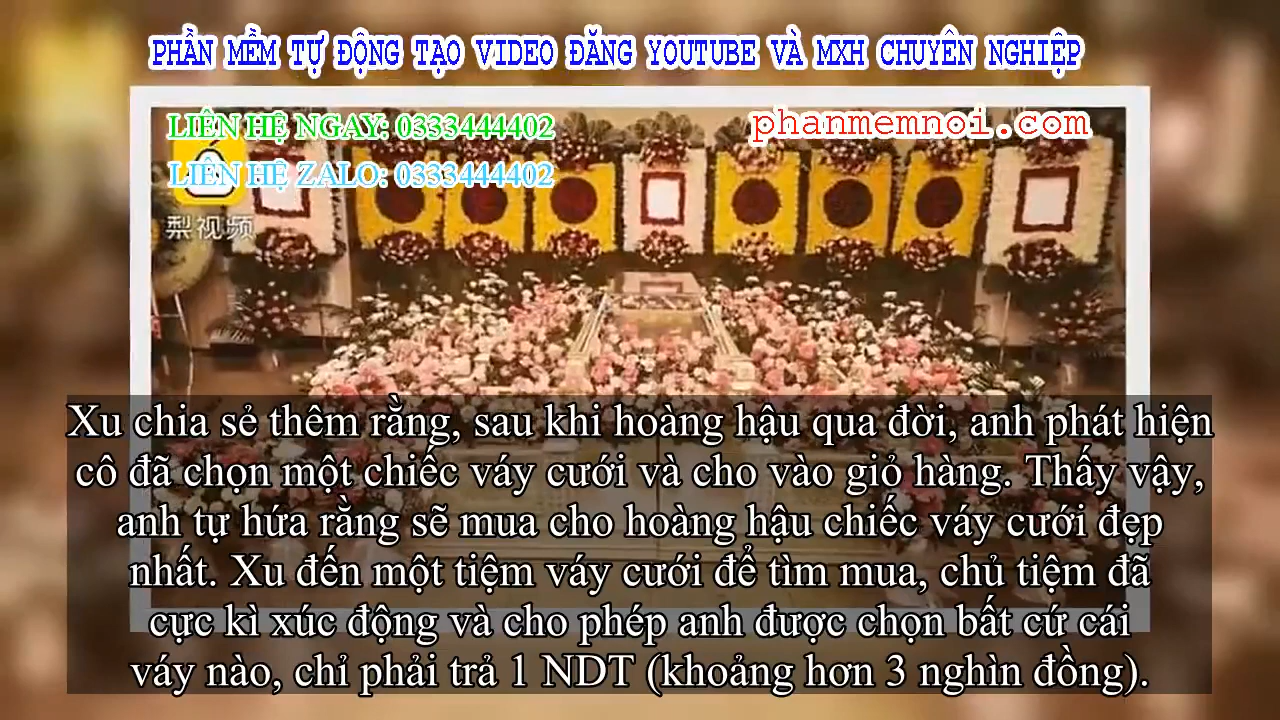 PHẦN MỀM TỰ ĐỘNG TẠO VIDEO ĐĂNG YOUTUBE VÀ MXH CHUYÊN NGHIỆP
LIÊN HỆ NGAY: 0333444402
phanmemnoi.com
LIÊN HỆ ZALO: 0333444402
梨视频
Xu chia sẻ thêm rằng, sau khi hoàng hậu qua đời, anh phát hiện
cô đã chọn một chiếc váy cưới và cho vào giỏ hàng. Thấy vậy,
anh tự hứa rằng sẽ mua cho hoàng hậu chiếc váy cưới đẹp
nhất. Xu đến một tiệm váy cưới để tìm mua, chủ tiệm đã
cực kì xúc động và cho phép anh được chọn bất cứ cái
váy nào, chỉ phải trả 1 NDT (khoảng hơn 3 nghìn đồng).